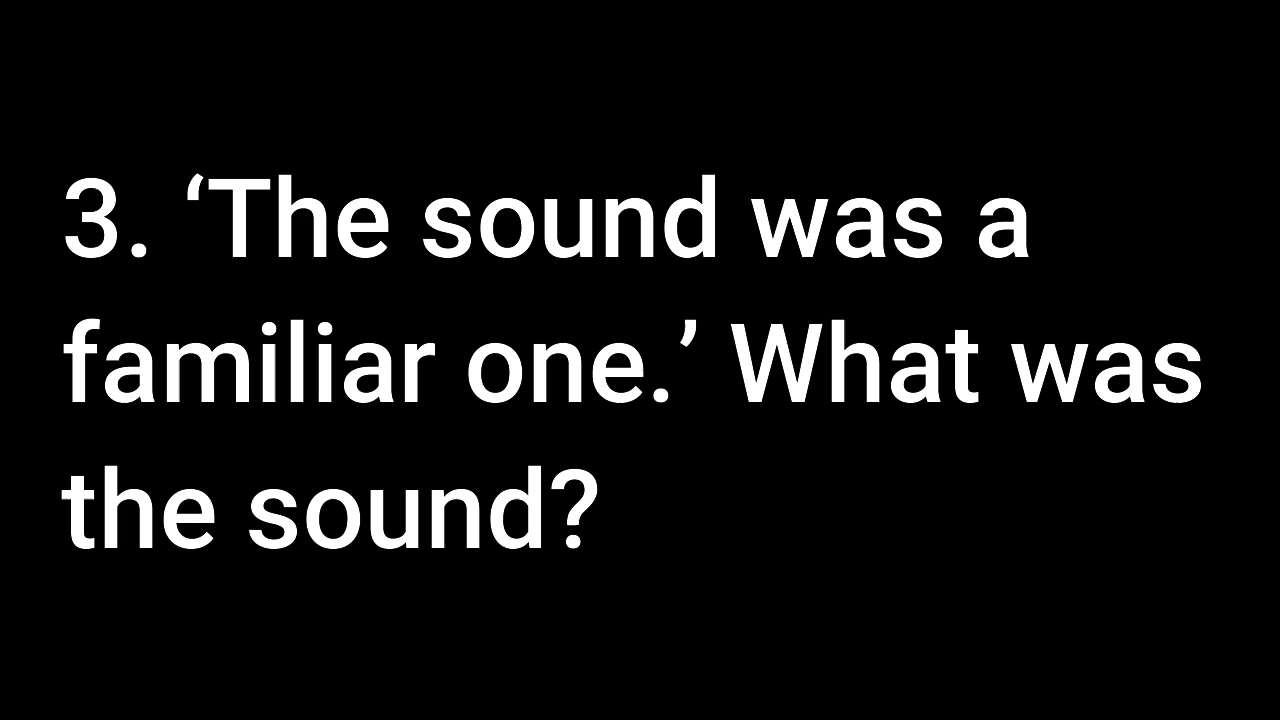 3. ‘The sound was a
familiar one.’ What was
the sound?